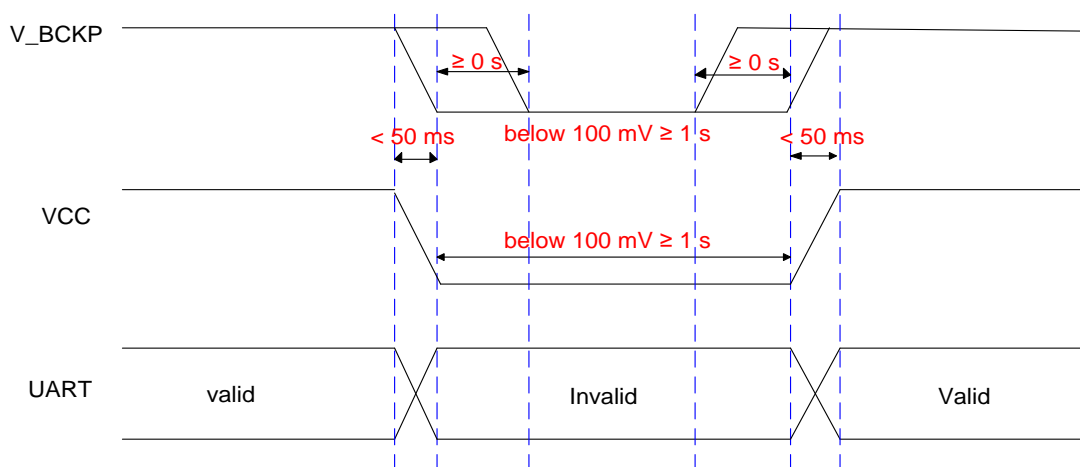 V_BCKP
≥ 0 s
≥ 0 s
< 50 ms
below 100 mV ≥ 1 s
< 50 ms
VCC
below 100 mV ≥ 1 s
UART
valid
Invalid
Valid